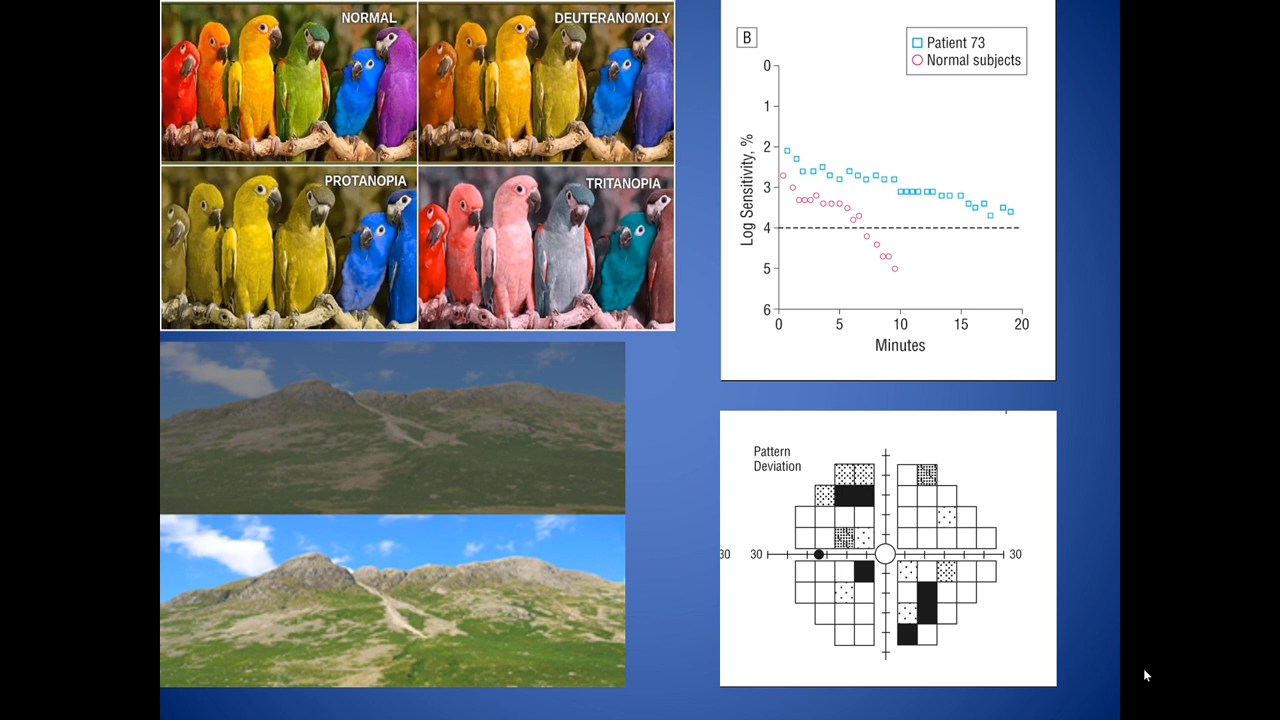 NORMAL
DEUTERANOMOLY
PROTANOPIA
TRITANOPIA
B
Patient 73
Normal subjects
0
1
2
3
4
5
6
Log Sensitivity, %
0 5 10 15 20
Minutes
Pattern
Deviation
30 30 30